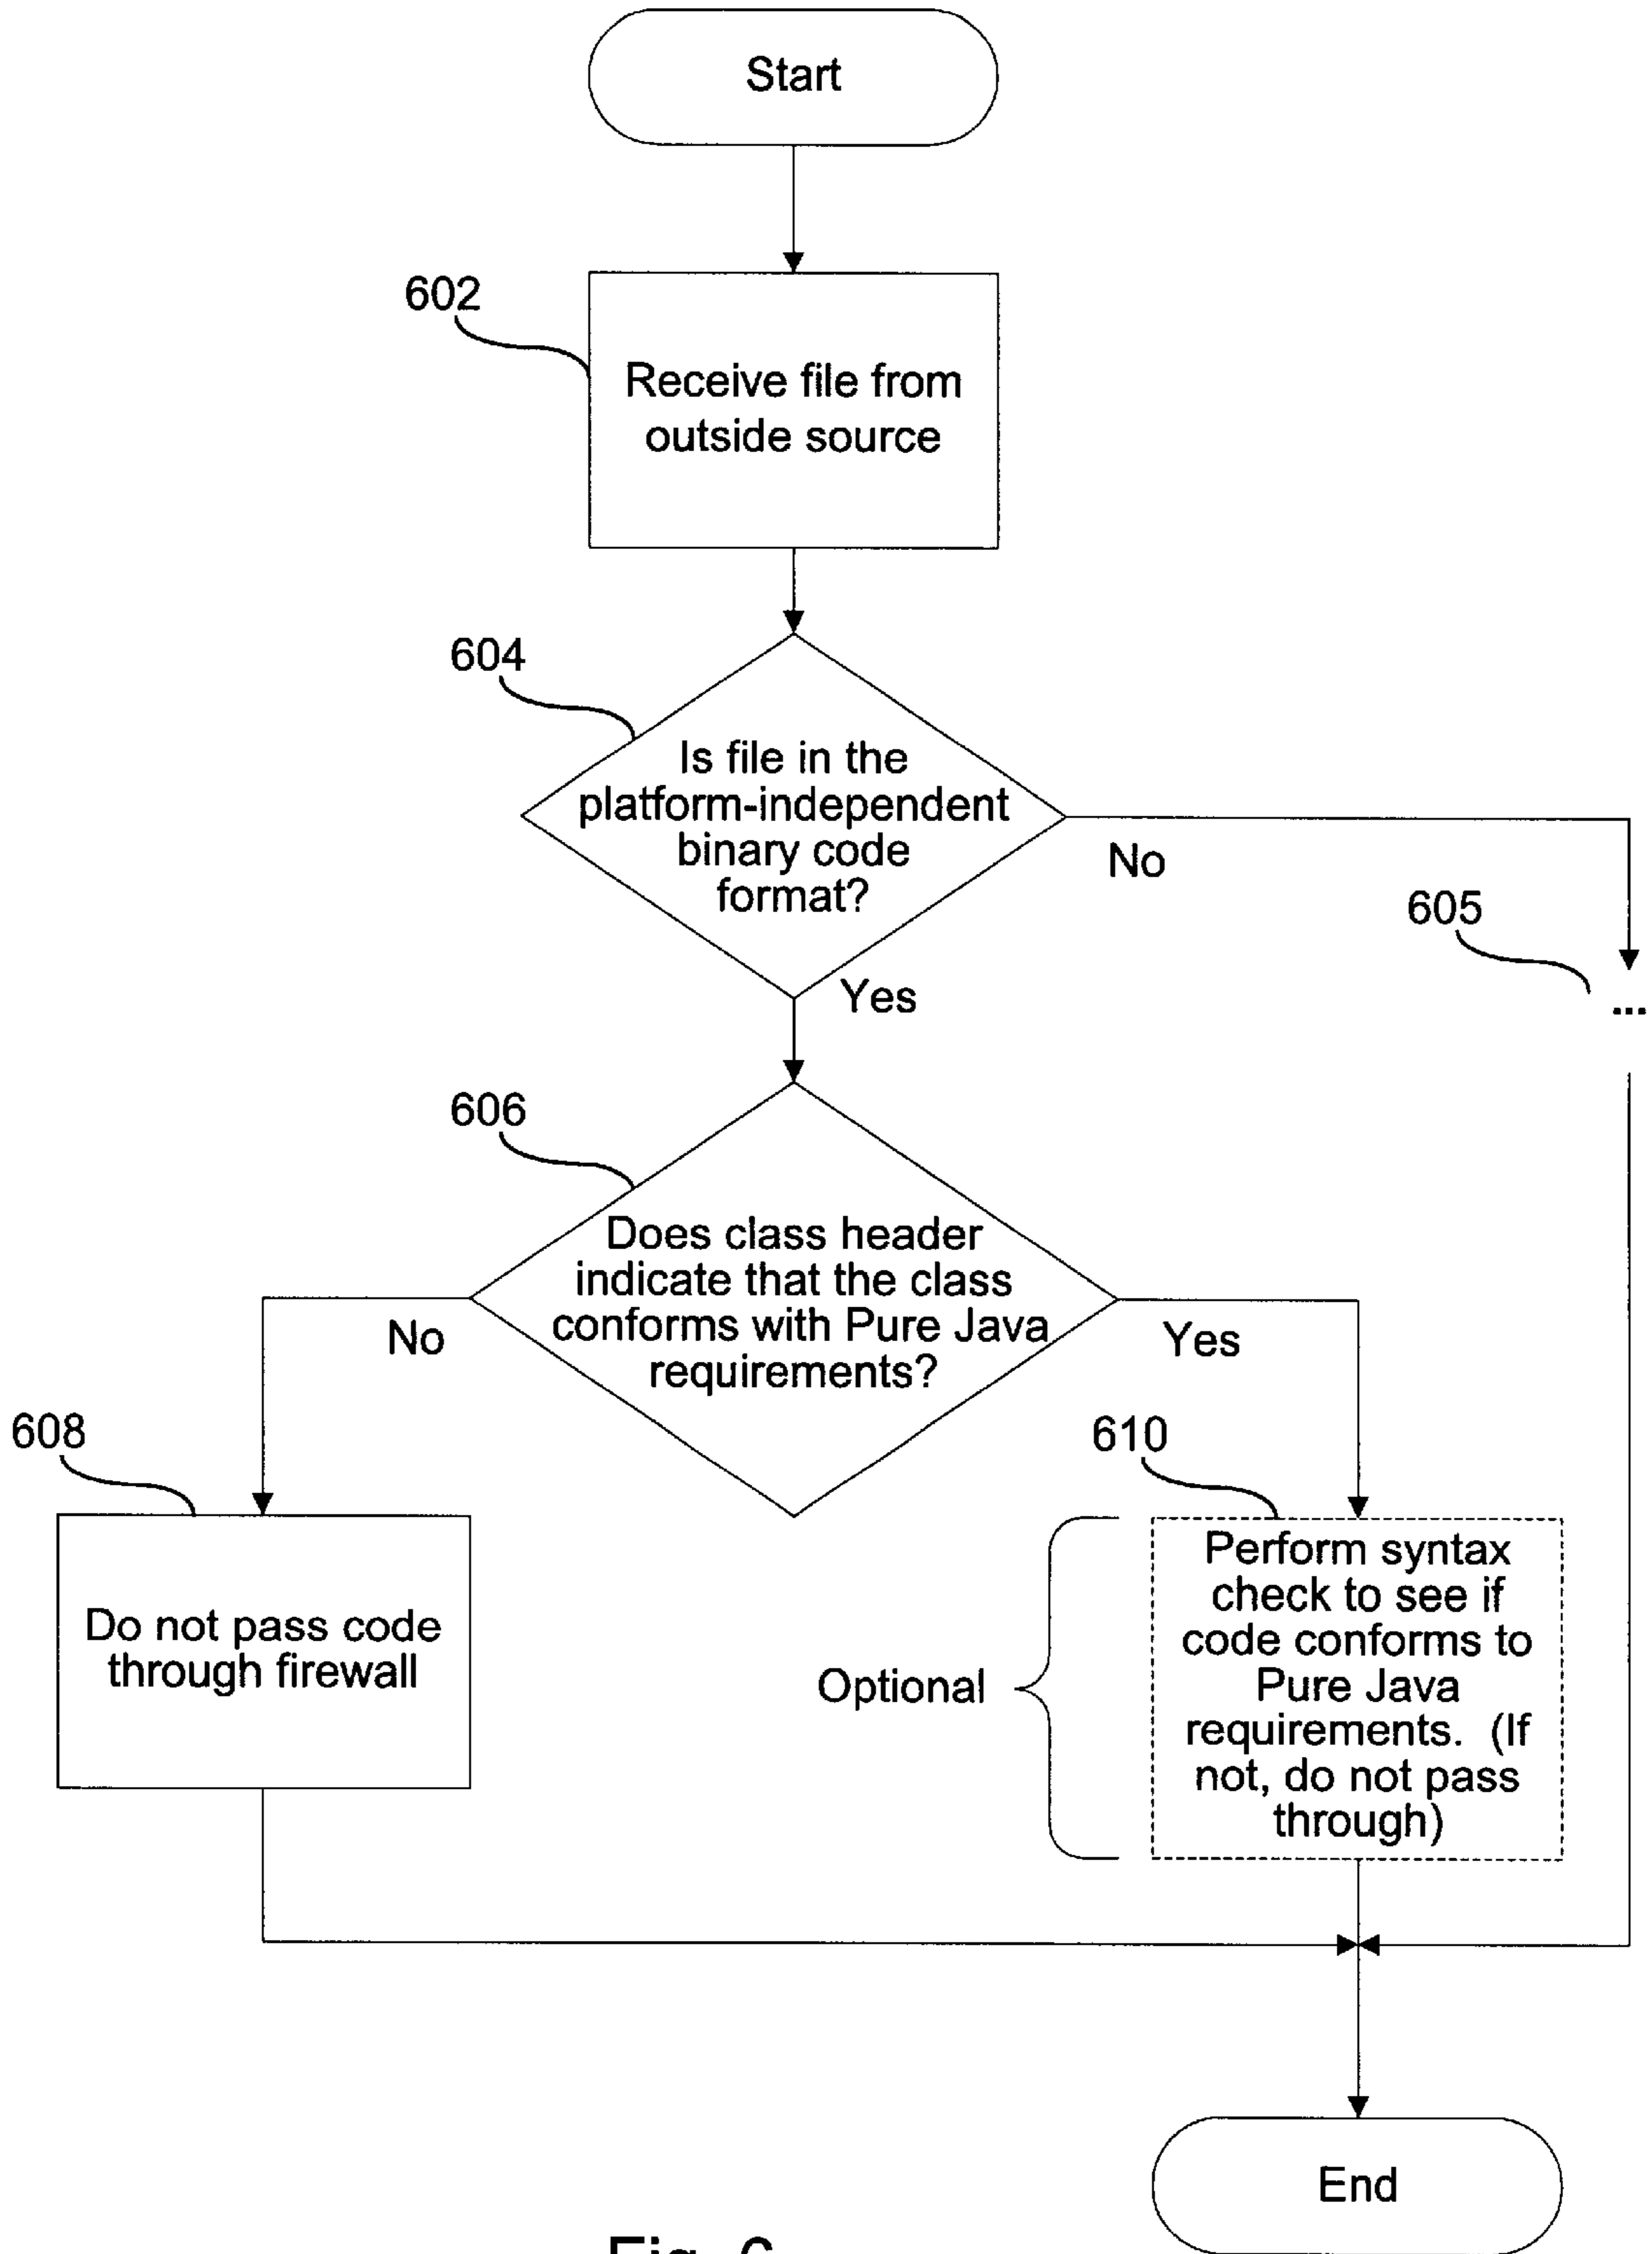 Start
602
Receive file from
outside source
604
Is file in the
platform-independent
binary code
format?
No
605
...
Yes
606
Does class header
indicate that the class
conforms with Pure Java
requirements?
No
Yes
608
Do not pass code
through firewall
610
Optional
Perform syntax
check to see if
code conforms to
Pure Java
requirements. (If
not, do not pass
through)
End
Fig. 6